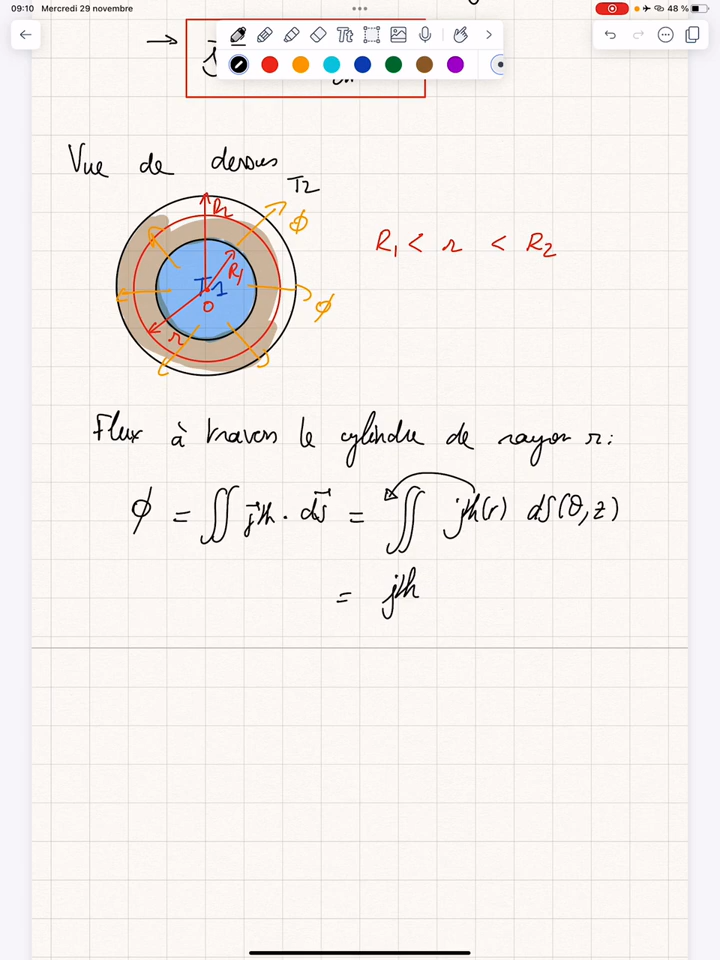 09:10 Mercredi 29 novembre
48 %
Tt
→
Vue de dessus
T2
R2
ϕ
R1 < r < R2
R1
T1
O
ϕ
r
Flux à travers le cylindre de rayon r :
ϕ = ∬ j⃗th . dS⃗ = ∬ jth(r) dS(θ,z)
= jth